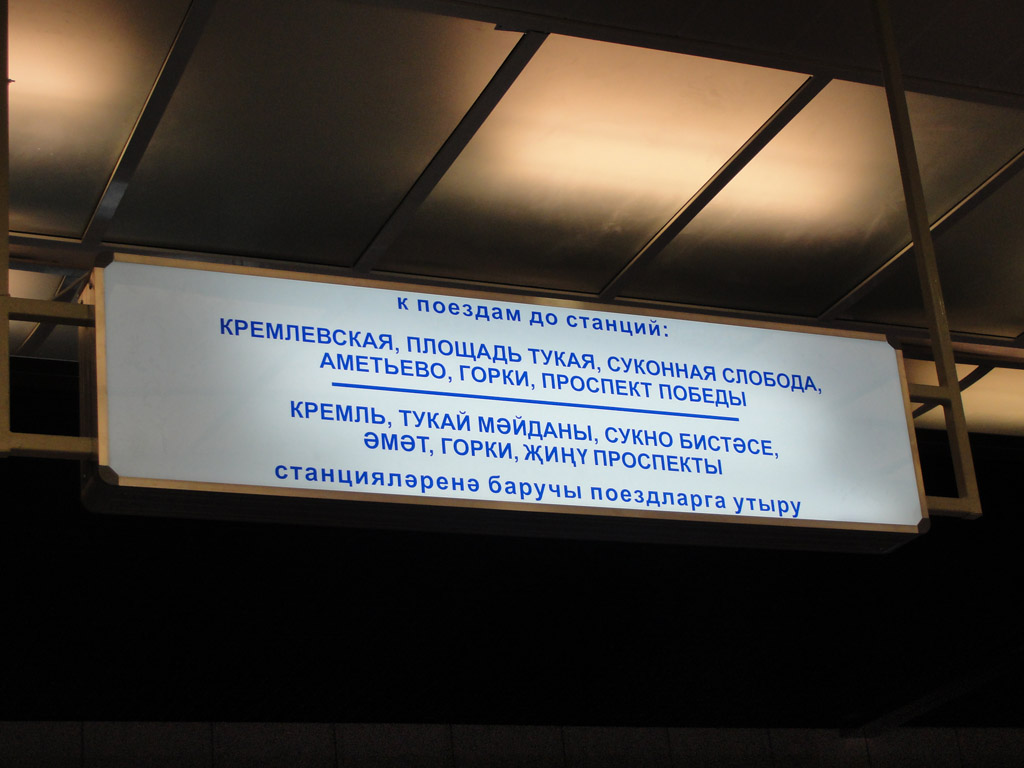 к поездам до станций:
КРЕМЛЕВСКАЯ, ПЛОЩАДЬ ТУКАЯ, СУКОННАЯ СЛОБОДА,
АМЕТЬЕВО, ГОРКИ, ПРОСПЕКТ ПОБЕДЫ
КРЕМЛЬ, ТУКАЙ МӘЙДАНЫ, СУКНО БИСТӘСЕ,
ӘМӘТ, ГОРКИ, ҖИҢҮ ПРОСПЕКТЫ
станцияләренә баручы поездларга утыру